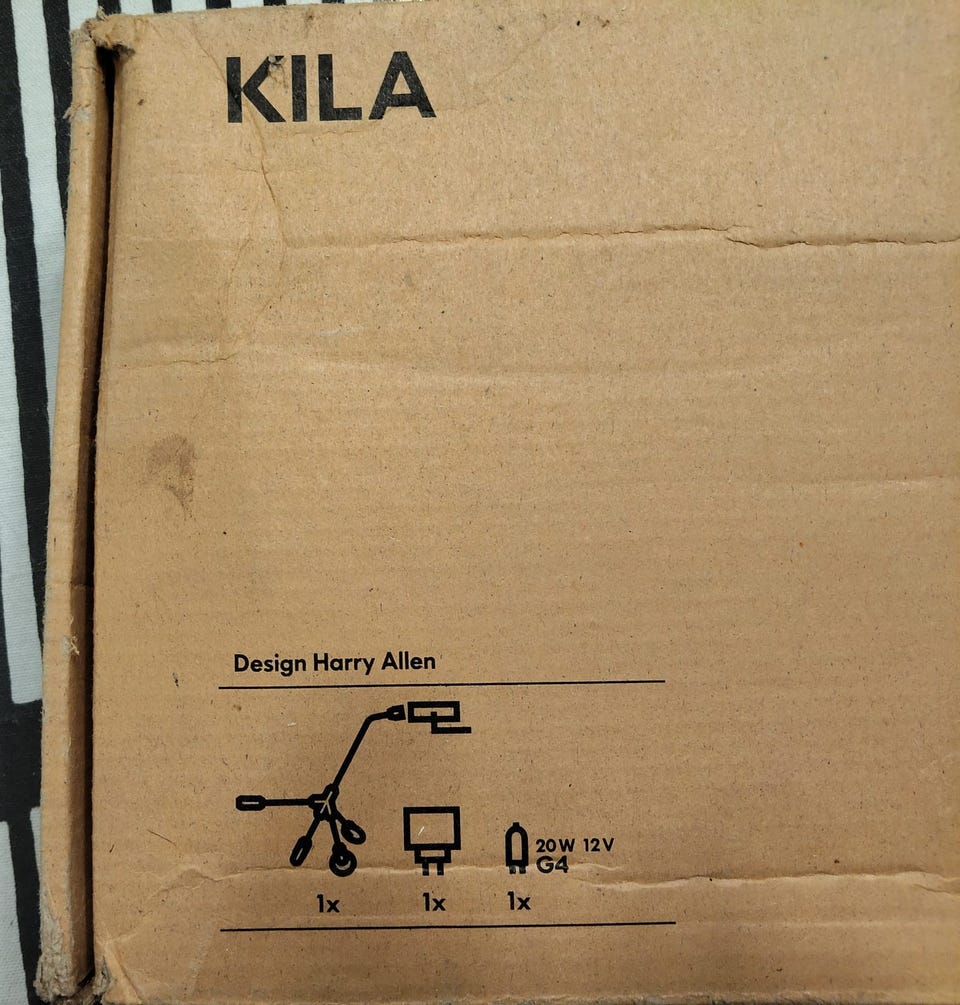 KILA
Design Harry Allen
20W 12V
G4
1x 1x 1x